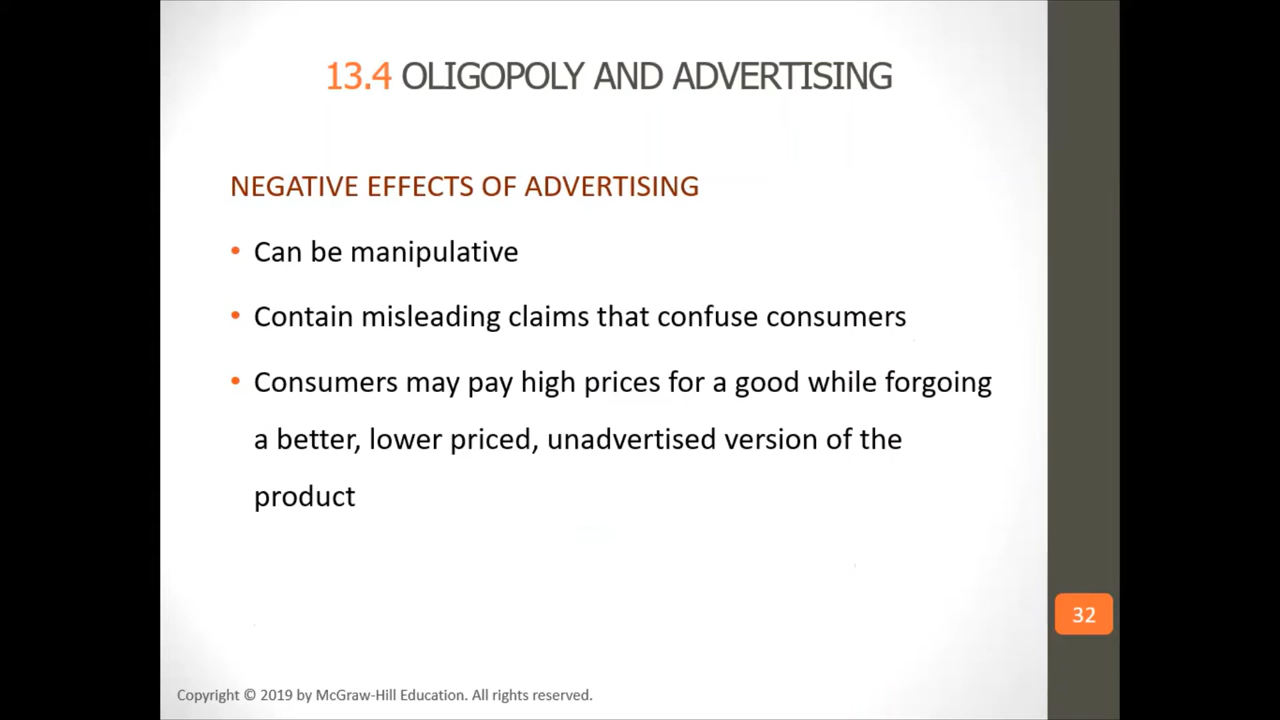 13.4 OLIGOPOLY AND ADVERTISING
NEGATIVE EFFECTS OF ADVERTISING
• Can be manipulative
• Contain misleading claims that confuse consumers
• Consumers may pay high prices for a good while forgoing
a better, lower priced, unadvertised version of the
product
32
Copyright © 2019 by McGraw-Hill Education. All rights reserved.